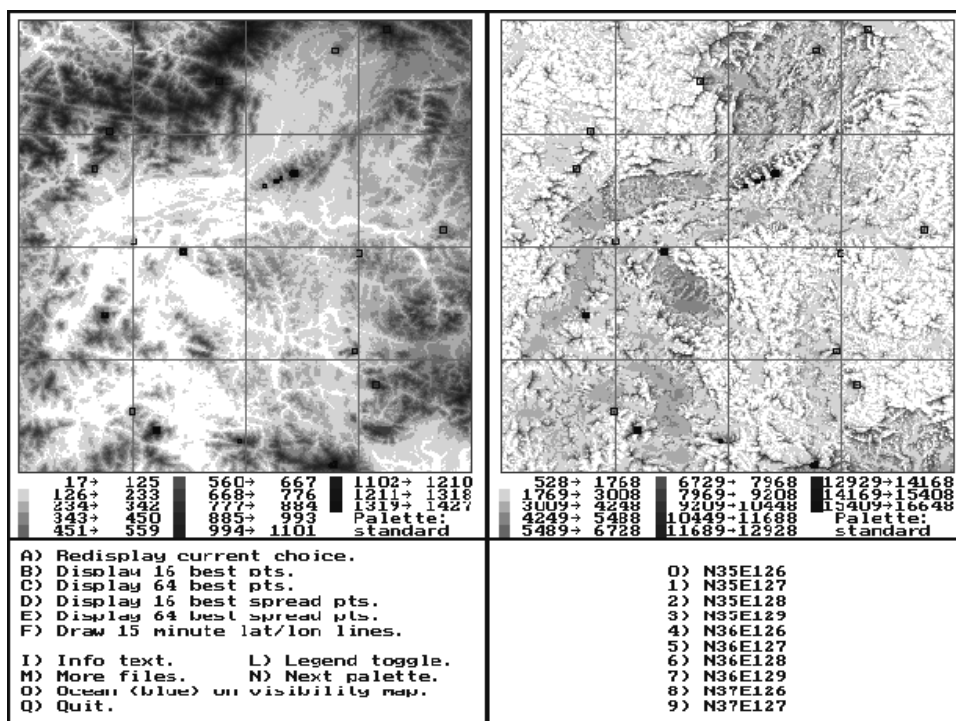 17→ 125 560→ 667 1102→ 1210
126→ 233 668→ 776 1211→ 1318
234→ 342 777→ 884 1319→ 1427
343→ 450 885→ 993 Palette:
451→ 559 994→ 1101 standard
528→ 1768 6729→ 7968 12929→14168
1769→ 3008 7969→ 9208 14169→15408
3009→ 4248 9209→10448 15409→16648
4249→ 5488 10449→11688 Palette:
5489→ 6728 11689→12928 standard
A) Redisplay current choice.
B) Display 16 best pts.
C) Display 64 best pts.
D) Display 16 best spread pts.
E) Display 64 best spread pts.
F) Draw 15 minute lat/lon lines.
I) Info text. L) Legend toggle.
M) More files. N) Next palette.
O) Ocean (blue) on visibility map.
Q) Quit.
0) N35E126
1) N35E127
2) N35E128
3) N35E129
4) N36E126
5) N36E127
6) N36E128
7) N36E129
8) N37E126
9) N37E127